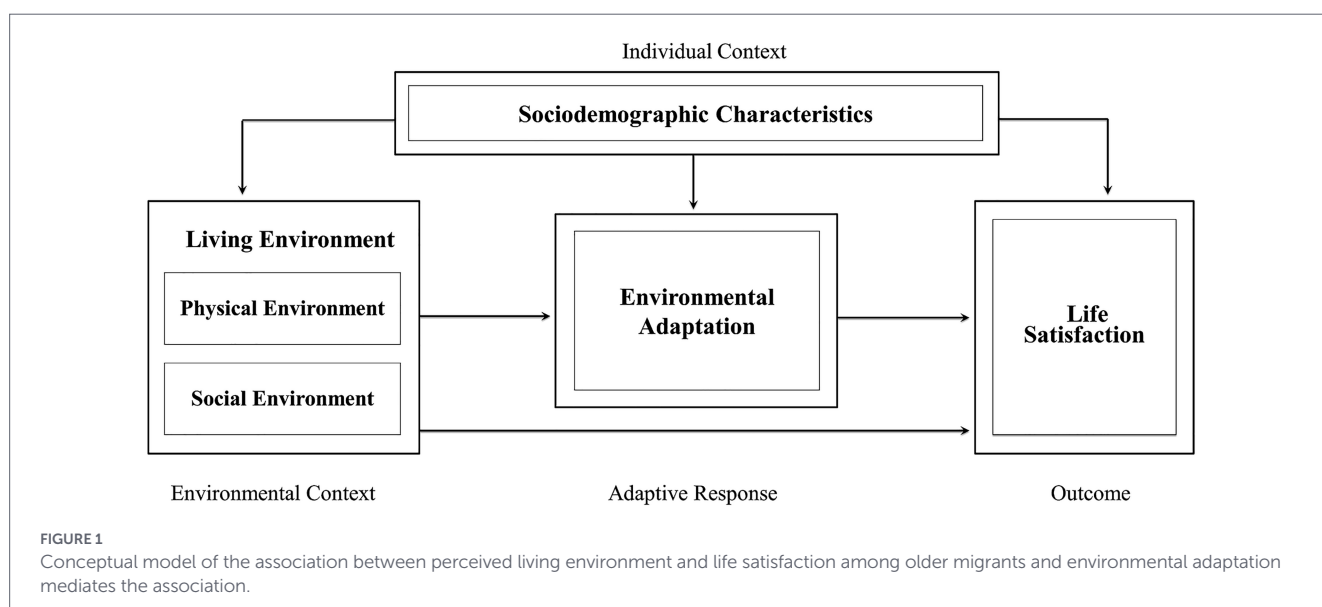 Individual Context
Sociodemographic Characteristics
Living Environment
Physical Environment
Social Environment
Environmental
Adaptation
Life
Satisfaction
Environmental Context
Adaptive Response
Outcome
FIGURE 1
Conceptual model of the association between perceived living environment and life satisfaction among older migrants and environmental adaptation
mediates the association.